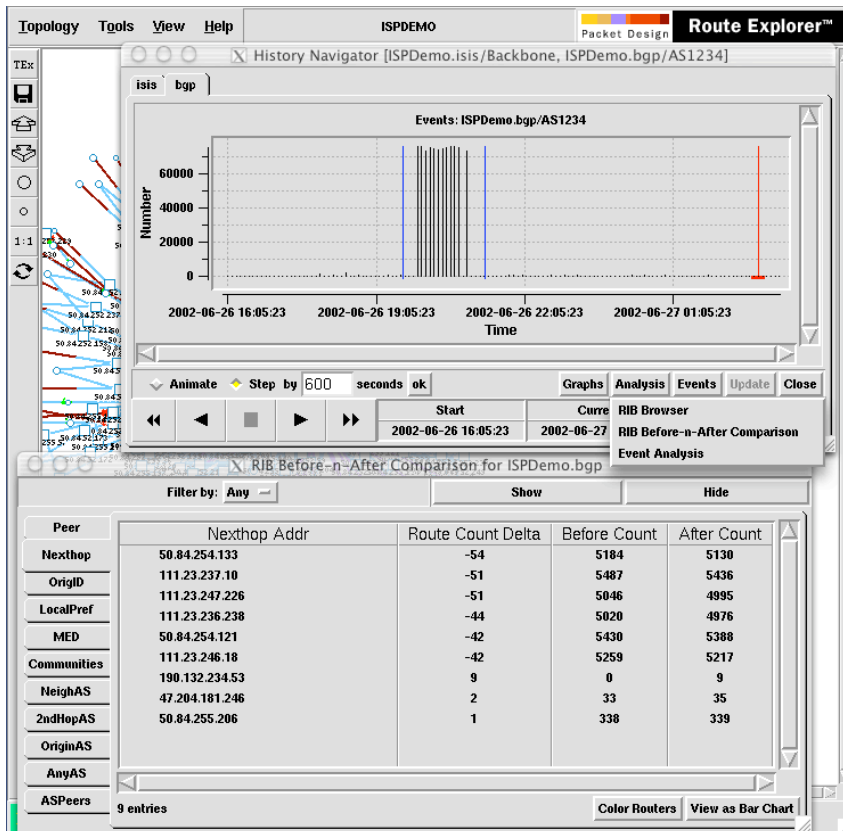 Topology Tools View Help ISPDEMO Packet Design Route Explorer™
TEx
1:1
History Navigator [ISPDemo.isis/Backbone, ISPDemo.bgp/AS1234]
isis bgp
Events: ISPDemo.bgp/AS1234
Number
60000
40000
20000
0
2002-06-26 16:05:23 2002-06-26 19:05:23 2002-06-26 22:05:23 2002-06-27 01:05:23
Time
Animate Step by 600 seconds ok Graphs Analysis Events Update Close
Start Curre
2002-06-26 16:05:23 2002-06-27
RIB Browser
RIB Before-n-After Comparison
Event Analysis
RIB Before-n-After Comparison for ISPDemo.bgp
Filter by: Any Show Hide
Peer
Nexthop
OrigID
LocalPref
MED
Communities
NeighAS
2ndHopAS
OriginAS
AnyAS
ASPeers
Nexthop Addr Route Count Delta Before Count After Count
50.84.254.133 -54 5184 5130
111.23.237.10 -51 5487 5436
111.23.247.226 -51 5046 4995
111.23.236.238 -44 5020 4976
50.84.254.121 -42 5430 5388
111.23.246.18 -42 5259 5217
190.132.234.53 9 0 9
47.204.181.246 2 33 35
50.84.255.206 1 338 339
9 entries Color Routers View as Bar Chart